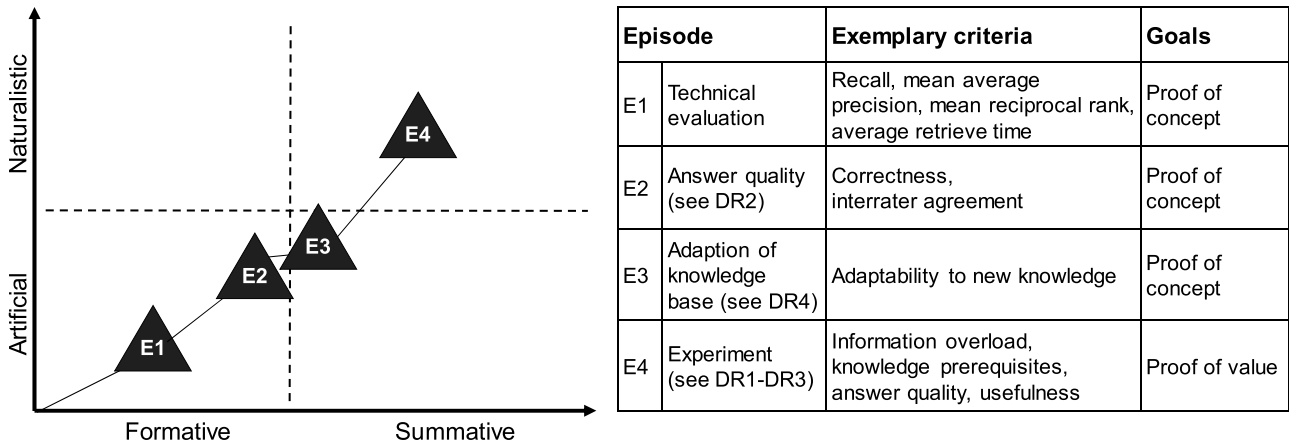 Naturalistic
Artificial
E4
E3
E2
E1
Formative
Summative
Episode
Exemplary criteria
Goals
E1
Technical
evaluation
Recall, mean average
precision, mean reciprocal rank,
average retrieve time
Proof of
concept
E2
Answer quality
(see DR2)
Correctness,
interrater agreement
Proof of
concept
E3
Adaption of
knowledge
base (see DR4)
Adaptability to new knowledge
Proof of
concept
E4
Experiment
(see DR1-DR3)
Information overload,
knowledge prerequisites,
answer quality, usefulness
Proof of value